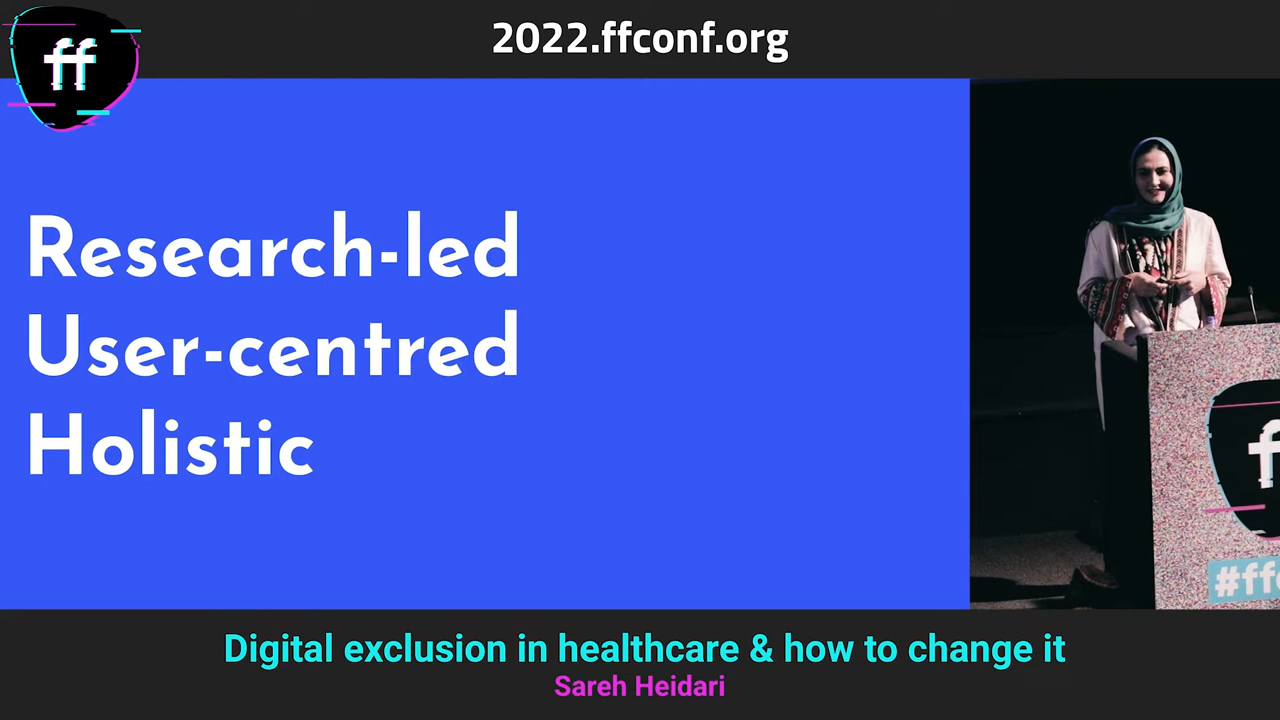 2022.ffconf.org
ff
Research-led
User-centred
Holistic
#ff
Digital exclusion in healthcare & how to change it
Sareh Heidari